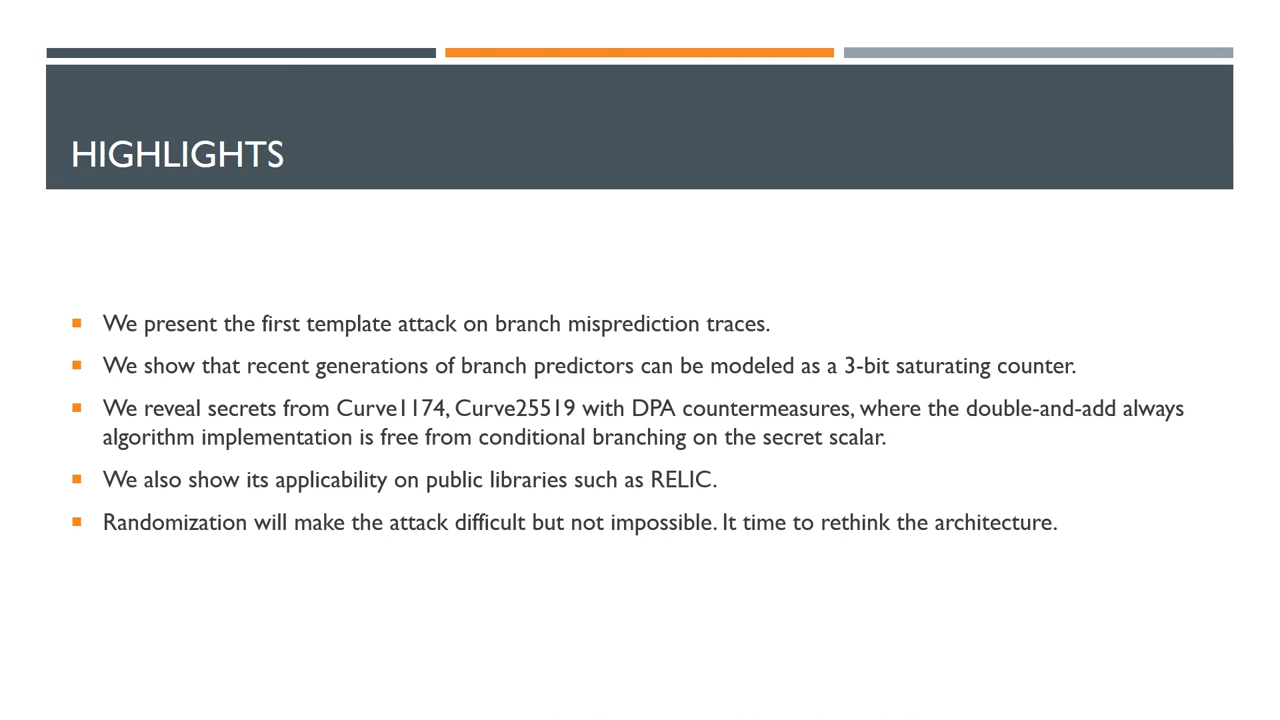 HIGHLIGHTS
We present the first template attack on branch misprediction traces.
We show that recent generations of branch predictors can be modeled as a 3-bit saturating counter.
We reveal secrets from Curve1174, Curve25519 with DPA countermeasures, where the double-and-add always
algorithm implementation is free from conditional branching on the secret scalar.
We also show its applicability on public libraries such as RELIC.
Randomization will make the attack difficult but not impossible. It time to rethink the architecture.